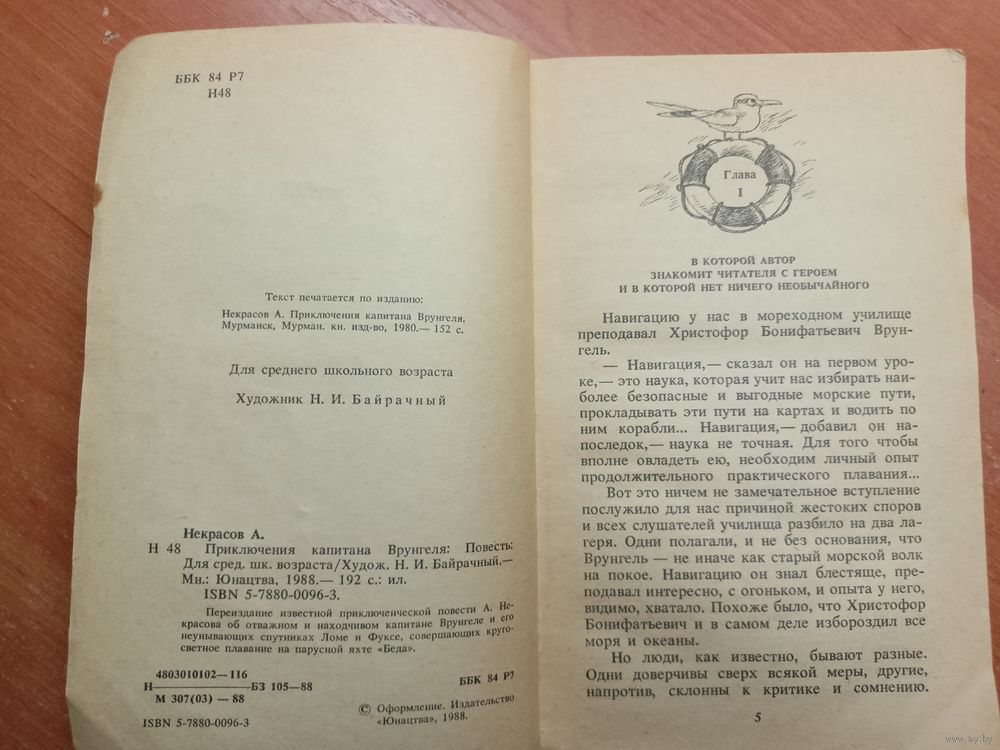 ББК 84 Р7
Н48
Текст печатается по изданию:
Некрасов А. Приключения капитана Врунгеля.
Мурманск, Мурман. кн. изд-во, 1980.— 152 с.
Для среднего школьного возраста
Художник Н. И. Байрачный
Некрасов А.
Н 48 Приключения капитана Врунгеля: Повесть:
Для сред. шк. возраста/Худож. Н. И. Байрачный.—
Мн.: Юнацтва, 1988.— 192 с.: ил.
ISBN 5-7880-0096-3.
Переиздание известной приключенческой повести А. Не-
красова об отважном и находчивом капитане Врунгеле и его
неунывающих спутниках Ломе и Фуксе, совершающих круго-
светное плавание на парусной яхте «Беда».
4803010102—116
Н————БЗ 105—88
М 307(03) — 88
ББК 84 Р7
ISBN 5-7880-0096-3
© Оформление. Издательство
«Юнацтва», 1988.
Глава
I
В КОТОРОЙ АВТОР
ЗНАКОМИТ ЧИТАТЕЛЯ С ГЕРОЕМ
И В КОТОРОЙ НЕТ НИЧЕГО НЕОБЫЧАЙНОГО
Навигацию у нас в мореходном училище
преподавал Христофор Бонифатьевич Врун-
гель.
— Навигация,— сказал он на первом уро-
ке,— это наука, которая учит нас избирать наи-
более безопасные и выгодные морские пути,
прокладывать эти пути на картах и водить по
ним корабли... Навигация,— добавил он на-
последок,— наука не точная. Для того чтобы
вполне овладеть ею, необходим личный опыт
продолжительного практического плавания...
Вот это ничем не замечательное вступление
послужило для нас причиной жестоких споров
и всех слушателей училища разбило на два ла-
геря. Одни полагали, и не без основания, что
Врунгель — не иначе как старый морской волк
на покое. Навигацию он знал блестяще, пре-
подавал интересно, с огоньком, и опыта у него,
видимо, хватало. Похоже было, что Христофор
Бонифатьевич и в самом деле избороздил все
моря и океаны.
Но люди, как известно, бывают разные.
Одни доверчивы сверх всякой меры, другие,
напротив, склонны к критике и сомнению.
5
www.ay.by